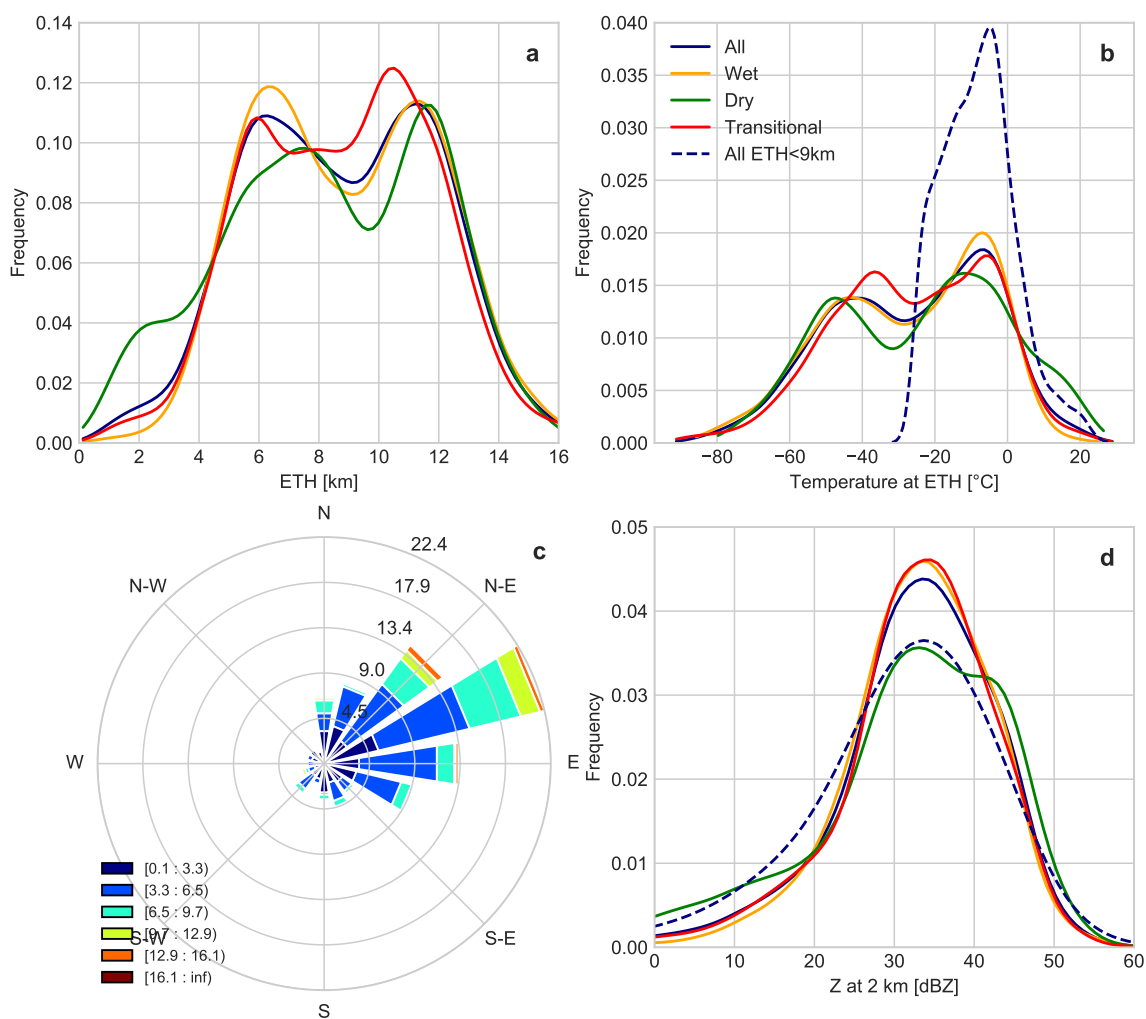 0.14
0.12
0.10
0.08
0.06
0.04
0.02
0.00
Frequency
a
0 2 4 6 8 10 12 14 16
ETH [km]
0.040
0.035
0.030
0.025
0.020
0.015
0.010
0.005
0.000
Frequency
b
All
Wet
Dry
Transitional
All ETH<9km
−80 −60 −40 −20 0 20
Temperature at ETH [°C]
c
N
N-W
N-E
W
E
S-W
S-E
S
22.4
17.9
13.4
9.0
4.5
[0.1 : 3.3)
[3.3 : 6.5)
[6.5 : 9.7)
[9.7 : 12.9)
[12.9 : 16.1)
[16.1 : inf)
0.05
0.04
0.03
0.02
0.01
0.00
Frequency
d
0 10 20 30 40 50 60
Z at 2 km [dBZ]